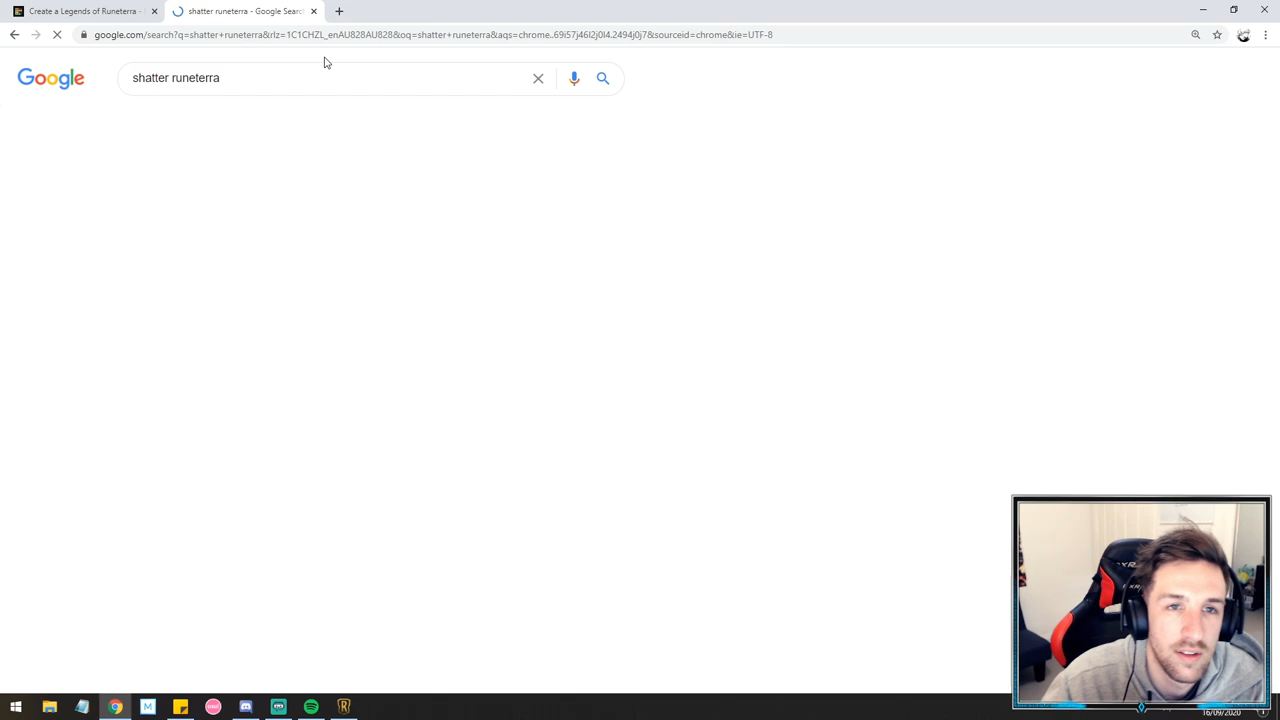 Create a Legends of Runeterra -
shatter runeterra - Google Searc
google.com/search?q=shatter+runeterra&rlz=1C1CHZL_enAU828AU828&oq=shatter+runeterra&aqs=chrome..69i57j46l2j0l4.2494j0j7&sourceid=chrome&ie=UTF-8
Google
shatter runeterra
16/09/2020